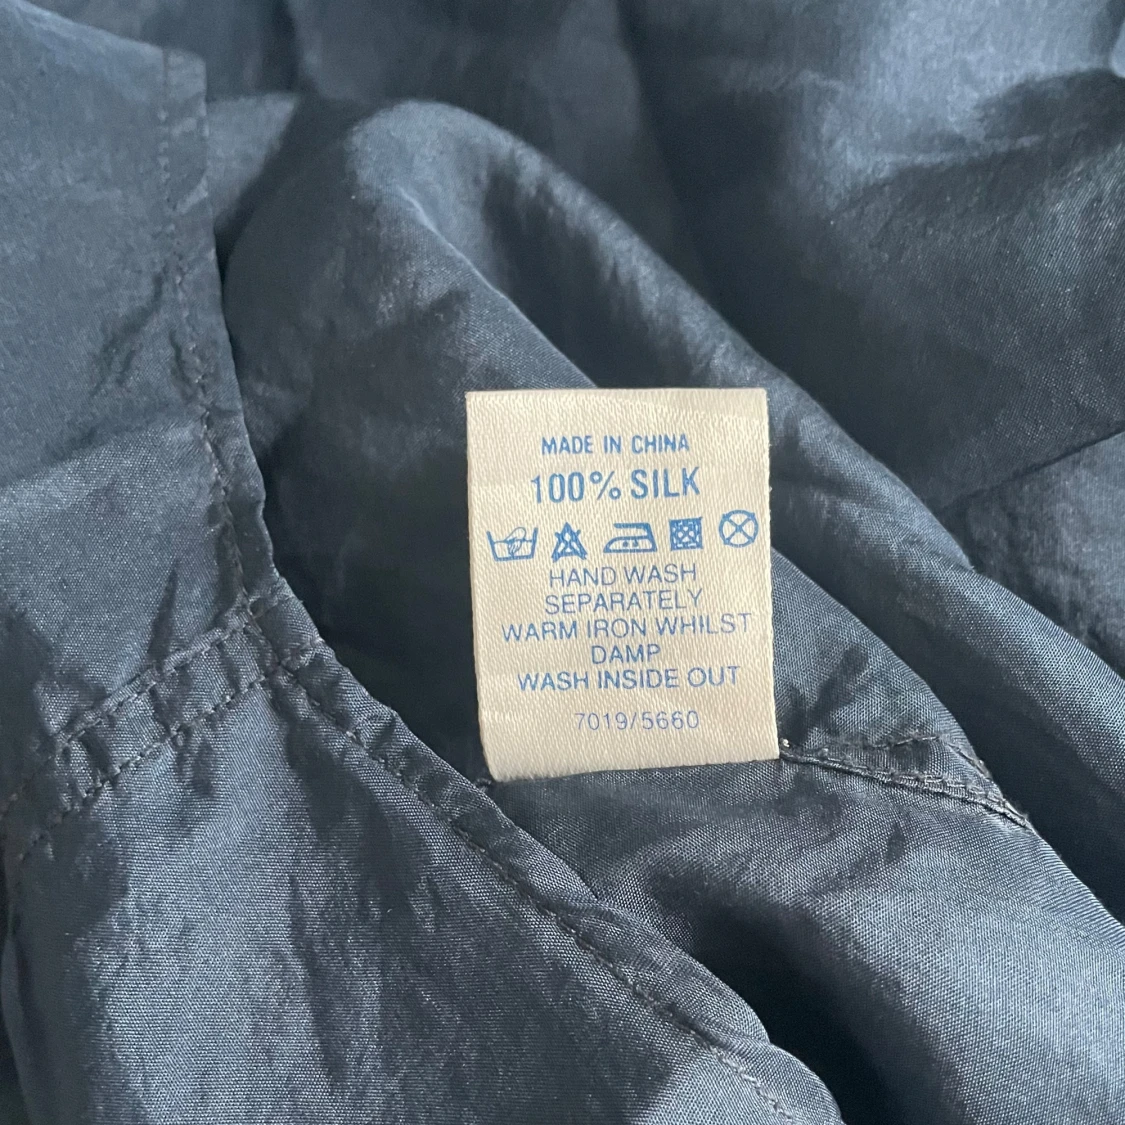 MADE IN CHINA
100% SILK
HAND WASH
SEPARATELY
WARM IRON WHILST
DAMP
WASH INSIDE OUT
7019/5660